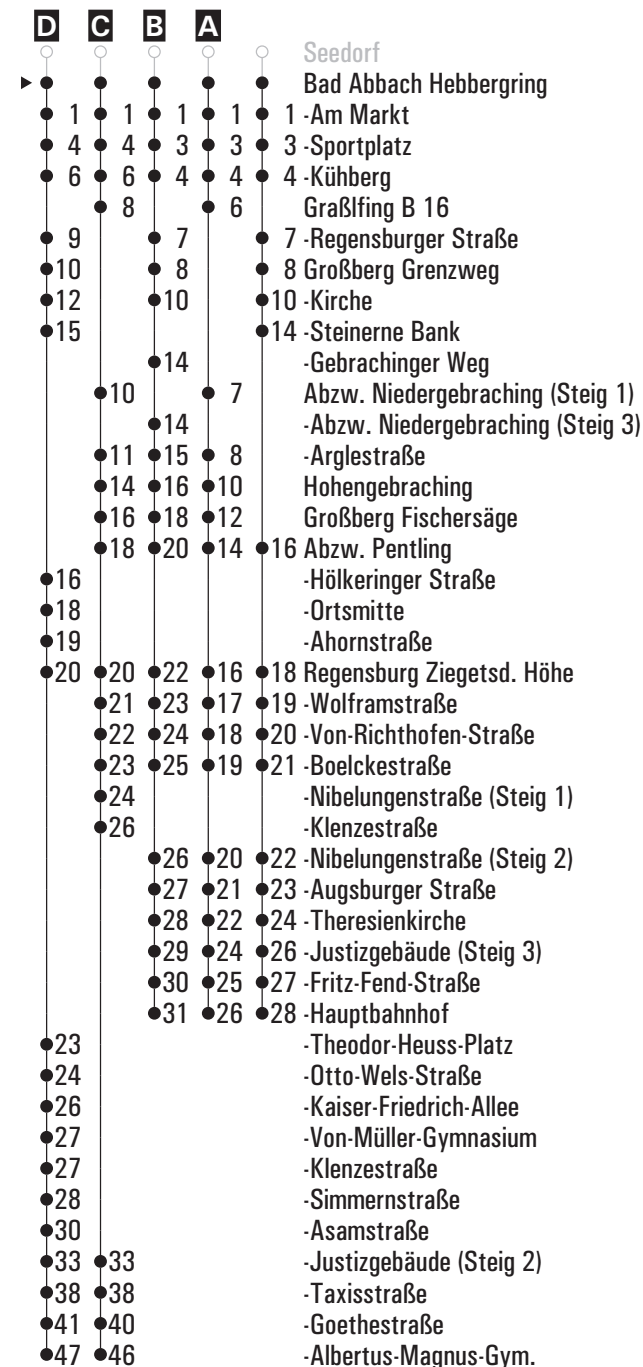 D C B A
Seedorf
Bad Abbach Hebbergring
1 1 1 1 1 -Am Markt
4 4 3 3 3 -Sportplatz
6 6 4 4 4 -Kühberg
8 6 Graßlfing B 16
9 7 7 -Regensburger Straße
10 8 8 Großberg Grenzweg
12 10 10 -Kirche
15 14 -Steinerne Bank
14 -Gebrachinger Weg
10 7 Abzw. Niedergebraching (Steig 1)
14 -Abzw. Niedergebraching (Steig 3)
11 15 8 -Arglestraße
14 16 10 Hohengebraching
16 18 12 Großberg Fischersäge
18 20 14 16 Abzw. Pentling
16 -Hölkeringer Straße
18 -Ortsmitte
19 -Ahornstraße
20 20 22 16 18 Regensburg Ziegetsd. Höhe
21 23 17 19 -Wolframstraße
22 24 18 20 -Von-Richthofen-Straße
23 25 19 21 -Boelckestraße
24 -Nibelungenstraße (Steig 1)
26 -Klenzestraße
26 20 22 -Nibelungenstraße (Steig 2)
27 21 23 -Augsburger Straße
28 22 24 -Theresienkirche
29 24 26 -Justizgebäude (Steig 3)
30 25 27 -Fritz-Fend-Straße
31 26 28 -Hauptbahnhof
23 -Theodor-Heuss-Platz
24 -Otto-Wels-Straße
26 -Kaiser-Friedrich-Allee
27 -Von-Müller-Gymnasium
27 -Klenzestraße
28 -Simmernstraße
30 -Asamstraße
33 33 -Justizgebäude (Steig 2)
38 38 -Taxisstraße
41 40 -Goethestraße
47 46 -Albertus-Magnus-Gym.